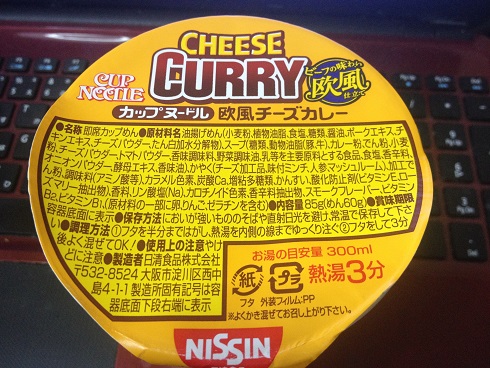 CHEESE
CURRY
ビーフの味わい
欧風
仕立て
CUP
NOODLE
カップヌードル 欧風チーズカレー
●名称 即席カップめん●原材料名 油揚げめん(小麦粉,植物油脂,食塩,糖類,醤油,ポークエキス,チ
キンエキス,チーズパウダー,たん白加水分解物),スープ(糖類,動物油脂(豚,牛),カレー粉,でん粉,小麦
粉,チーズパウダー,トマトパウダー,香味調味料,野菜調味油,乳等を主要原料とする食品,食塩,香辛料,
オニオンパウダー,酵母エキス,香味油),かやく(チーズ加工品,味付ミンチ,人参,マッシュルーム),加工で
ん粉,調味料(アミノ酸等),カラメル色素,炭酸Ca,増粘多糖類,かんすい,酸化防止剤(ビタミンE,ロー
ズマリー抽出物),香料,リン酸塩(Na),カロチノイド色素,香辛料抽出物,スモークフレーバー,ビタミン
B2,ビタミンB1,(原料の一部に卵,りんご,ゼラチンを含む)●内容量85g(めん60g)●賞味期限
容器底面に表示●保存方法 においが強いもののそばや直射日光を避け,常温で保存して下さ
い●調理方法 ①フタを半分まではがし,熱湯を内側の線までゆっくり注ぐ②フタをして3分
後よく混ぜてOK/●使用上の注意 やけ
どに注意●製造者 日清食品株式会社
〒532-8524 大阪市淀川区西中
島4-1-1 製造所固有記号は容
器底面下段右端に表示
お湯の目安量 300ml
紙
フタ
プラ
外装フィルム:PP
熱湯3分
※よくかき混ぜてお召し上がり下さい。
NISSIN